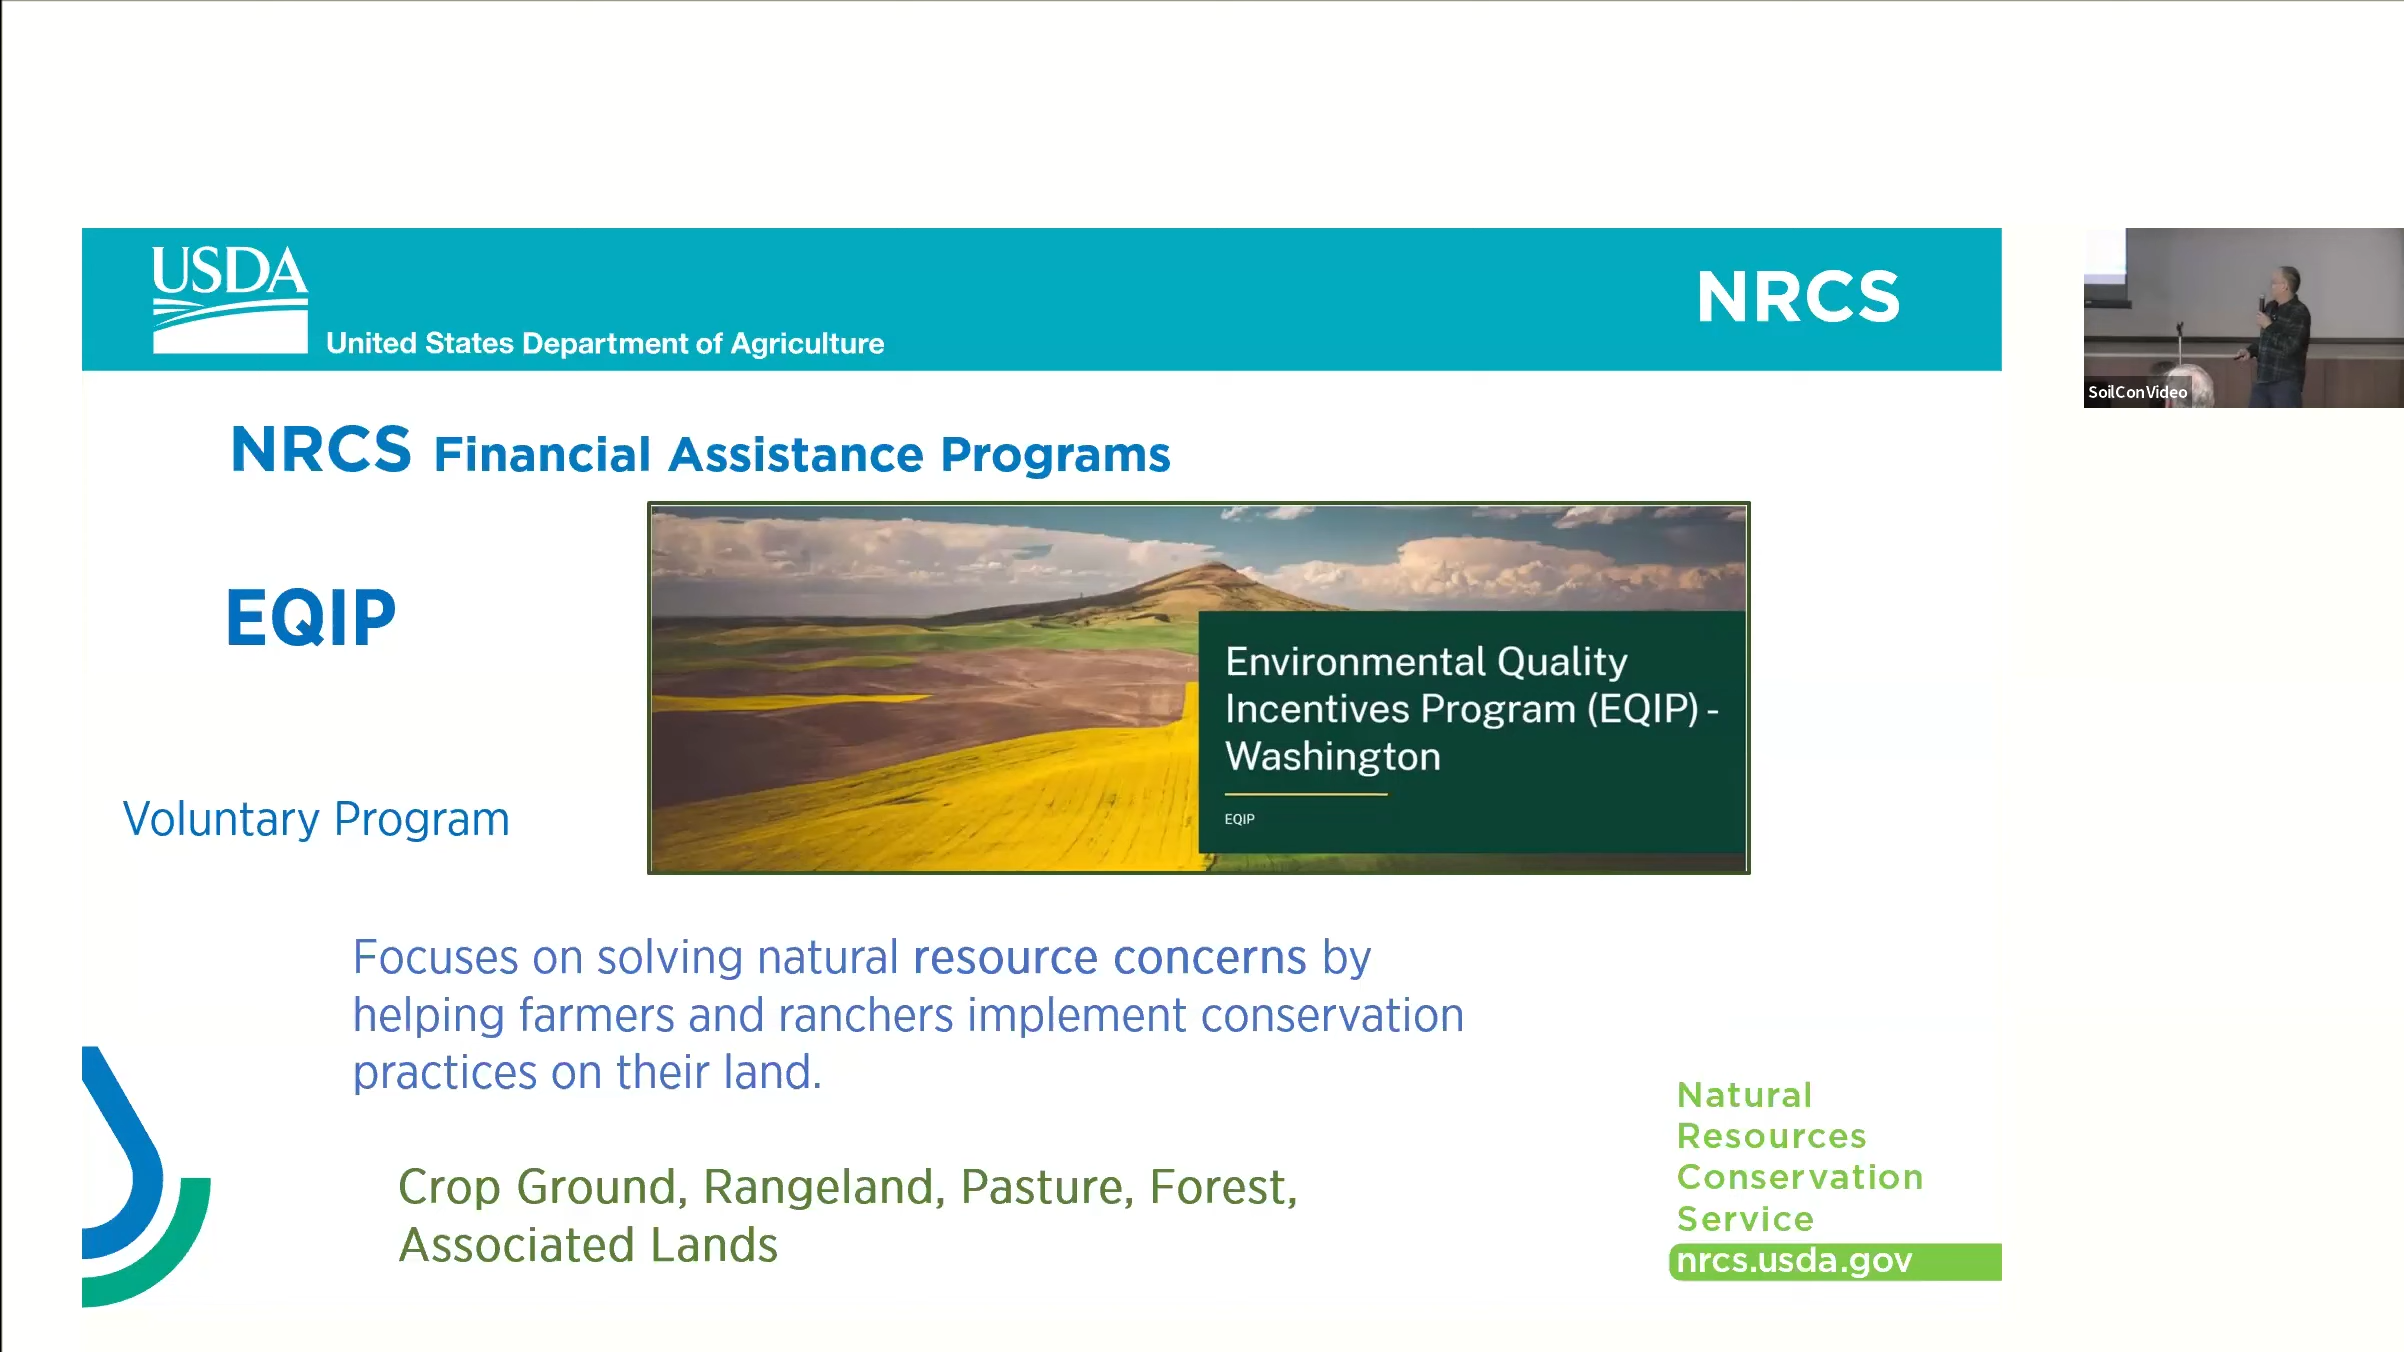 USDA
United States Department of Agriculture
NRCS
SoilConVideo
NRCS Financial Assistance Programs
EQIP
Environmental Quality
Incentives Program (EQIP) -
Washington
EQIP
Voluntary Program
Focuses on solving natural resource concerns by
helping farmers and ranchers implement conservation
practices on their land.
Crop Ground, Rangeland, Pasture, Forest,
Associated Lands
Natural
Resources
Conservation
Service
nrcs.usda.gov